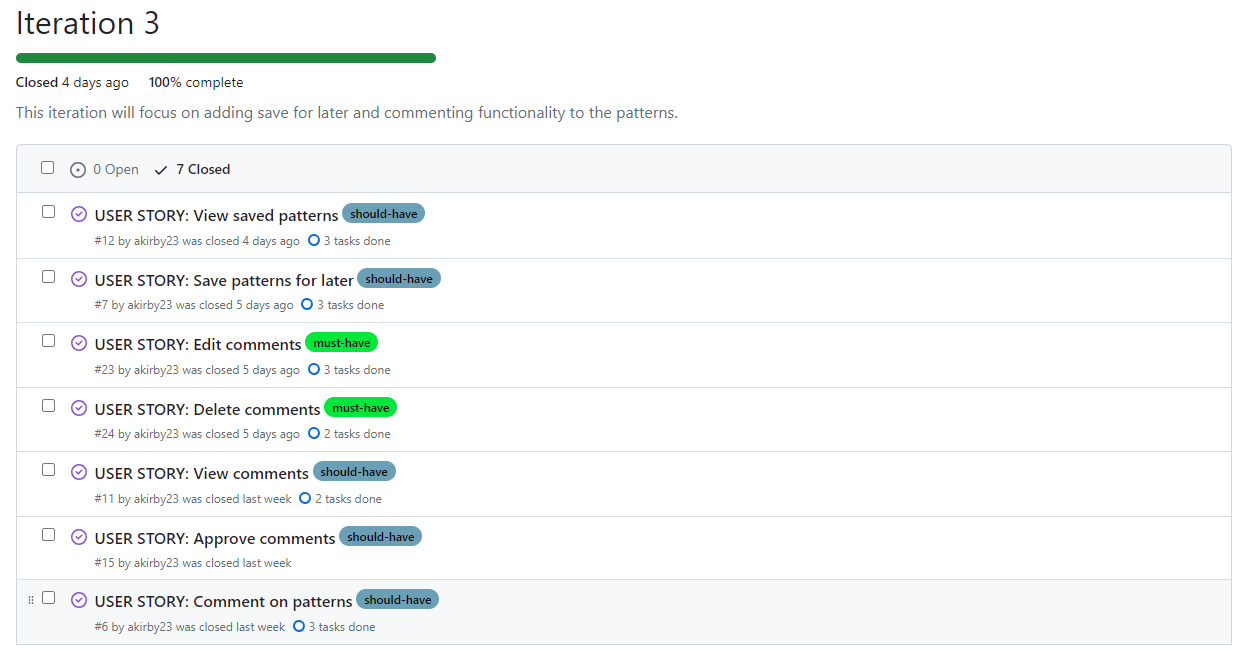 Iteration 3
Closed 4 days ago 100% complete
This iteration will focus on adding save for later and commenting functionality to the patterns.
0 Open 7 Closed
USER STORY: View saved patterns should-have
#12 by akirby23 was closed 4 days ago 3 tasks done
USER STORY: Save patterns for later should-have
#7 by akirby23 was closed 5 days ago 3 tasks done
USER STORY: Edit comments must-have
#23 by akirby23 was closed 5 days ago 3 tasks done
USER STORY: Delete comments must-have
#24 by akirby23 was closed 5 days ago 2 tasks done
USER STORY: View comments should-have
#11 by akirby23 was closed last week 2 tasks done
USER STORY: Approve comments should-have
#15 by akirby23 was closed last week
USER STORY: Comment on patterns should-have
#6 by akirby23 was closed last week 3 tasks done